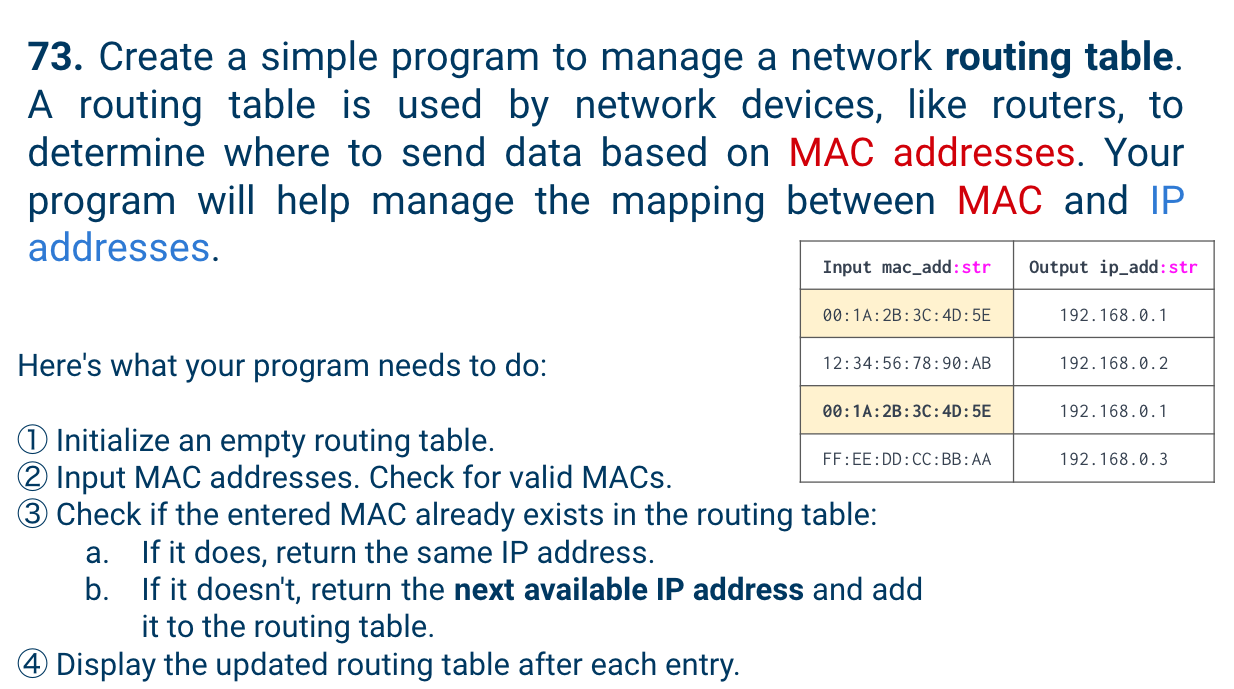 73. Create a simple program to manage a network routing table.
A routing table is used by network devices, like routers, to
determine where to send data based on MAC addresses. Your
program will help manage the mapping between MAC and IP
addresses.
Input mac_add:str Output ip_add:str
00:1A:2B:3C:4D:5E 192.168.0.1
12:34:56:78:90:AB 192.168.0.2
00:1A:2B:3C:4D:5E 192.168.0.1
FF:EE:DD:CC:BB:AA 192.168.0.3
Here's what your program needs to do:
① Initialize an empty routing table.
② Input MAC addresses. Check for valid MACs.
③ Check if the entered MAC already exists in the routing table:
a. If it does, return the same IP address.
b. If it doesn't, return the next available IP address and add
it to the routing table.
④ Display the updated routing table after each entry.